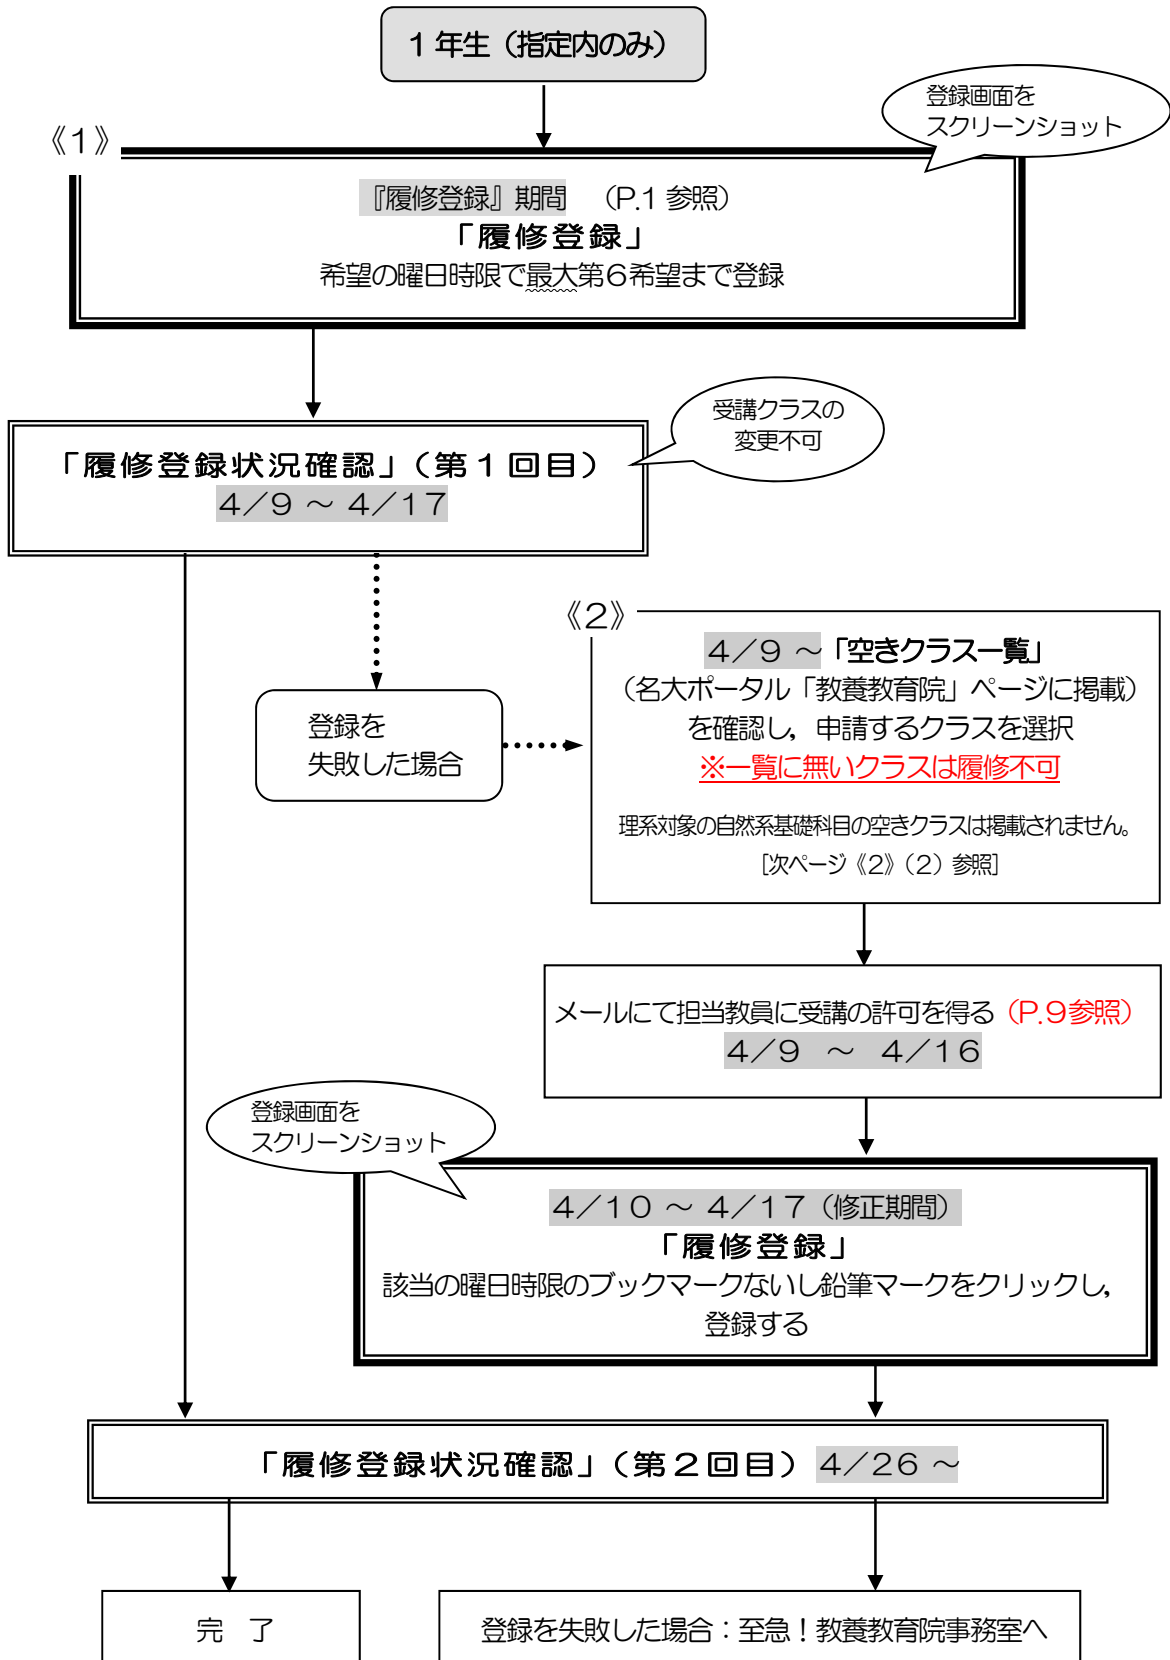 １年生（指定内のみ）
登録画面を
スクリーンショット
《１》
『履修登録』期間　（P.1 参照）
「履修登録」
希望の曜日時限で最大第６希望まで登録
受講クラスの
変更不可
「履修登録状況確認」（第１回目）
４／９ ～ ４／１７
登録を
失敗した場合
《２》
４／９ ～「空きクラス一覧」
（名大ポータル「教養教育院」ページに掲載）
を確認し，申請するクラスを選択
※一覧に無いクラスは履修不可
理系対象の自然系基礎科目の空きクラスは掲載されません。
［次ページ《２》（２）参照］
メールにて担当教員に受講の許可を得る（P.９参照）
４／９　～　４／１６
登録画面を
スクリーンショット
４／１０ ～ ４／１７（修正期間）
「履修登録」
該当の曜日時限のブックマークないし鉛筆マークをクリックし，
登録する
「履修登録状況確認」（第２回目）４／２６ ～
完　了
登録を失敗した場合：至急！教養教育院事務室へ